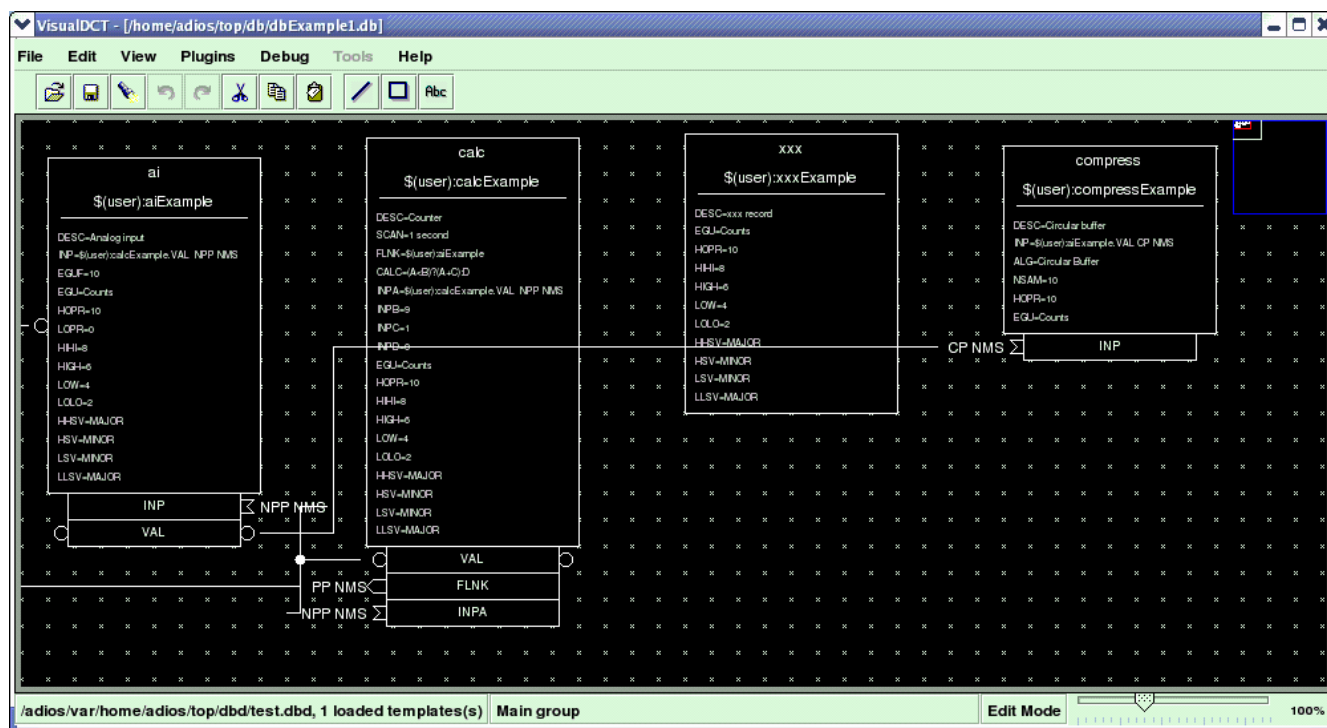 VisualDCT - [/home/adios/top/db/dbExample1.db]
File Edit View Plugins Debug Tools Help
Abc
ai
$(user):aiExample
DESC=Analog input
INP=$(user):calcExample.VAL NPP NMS
EGUF=10
EGU=Counts
HOPR=10
LOPR=0
HIHI=8
HIGH=6
LOW=4
LOLO=2
HHSV=MAJOR
HSV=MINOR
LSV=MINOR
LLSV=MAJOR
INP
NPP NMS
VAL
calc
$(user):calcExample
DESC=Counter
SCAN=1 second
FLNK=$(user):aiExample
CALC=(A<B)?(A+C):D
INPA=$(user):calcExample.VAL NPP NMS
INPB=9
INPC=1
INPD=0
EGU=Counts
HOPR=10
HIHI=8
HIGH=6
LOW=4
LOLO=2
HHSV=MAJOR
HSV=MINOR
LSV=MINOR
LLSV=MAJOR
VAL
PP NMS
FLNK
NPP NMS
INPA
xxx
$(user):xxxExample
DESC=xxx record
EGU=Counts
HOPR=10
HIHI=8
HIGH=6
LOW=4
LOLO=2
HHSV=MAJOR
HSV=MINOR
LSV=MINOR
LLSV=MAJOR
compress
$(user):compressExample
DESC=Circular buffer
INP=$(user):aiExample.VAL CP NMS
ALG=Circular Buffer
NSAM=10
HOPR=10
EGU=Counts
CP NMS
INP
/adios/var/home/adios/top/dbd/test.dbd, 1 loaded templates(s)
Main group
Edit Mode
100%